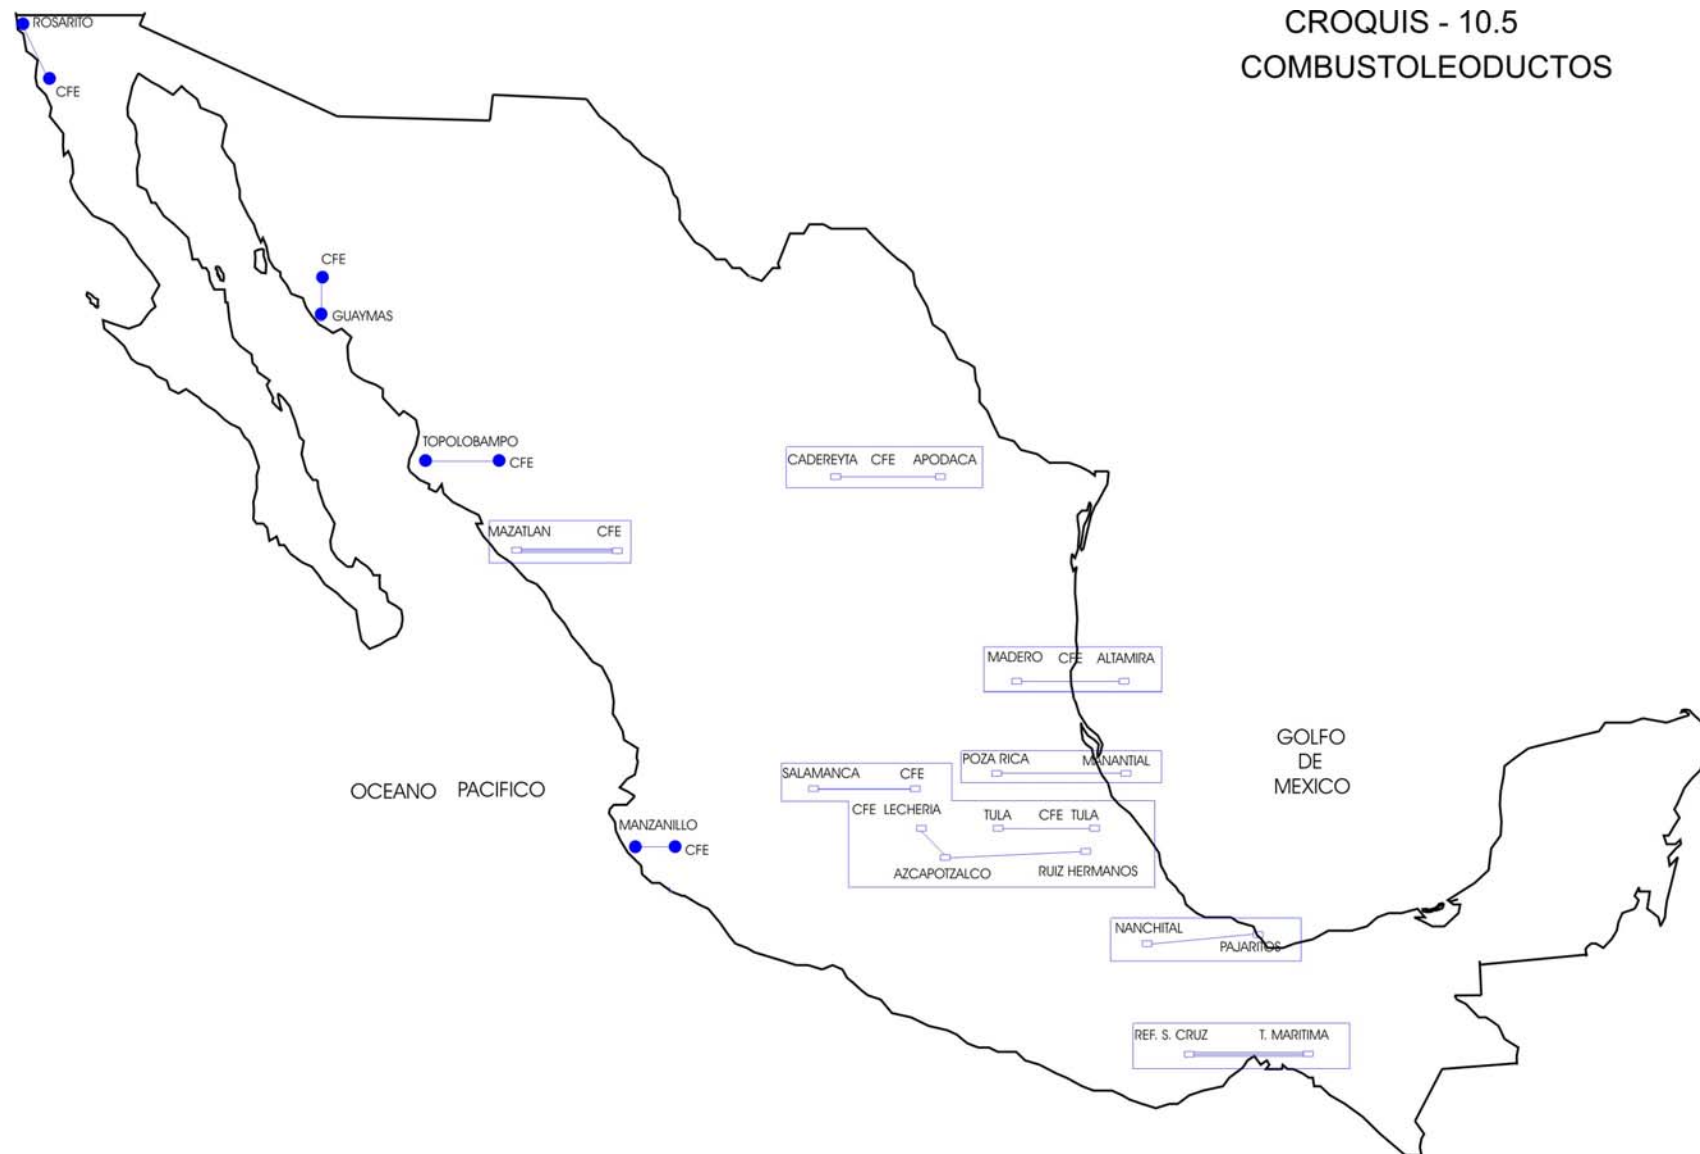 CROQUIS - 10.5
COMBUSTOLEODUCTOS
ROSARITO
CFE
CFE
GUAYMAS
TOPOLOBAMPO
CFE
CADEREYTA CFE APODACA
MAZATLAN CFE
MADERO CFE ALTAMIRA
GOLFO
DE
MEXICO
POZA RICA MANANTIAL
SALAMANCA CFE
OCEANO PACIFICO
CFE LECHERIA TULA CFE TULA
MANZANILLO
CFE
AZCAPOTZALCO RUIZ HERMANOS
NANCHITAL
PAJARITOS
REF. S. CRUZ T. MARITIMA